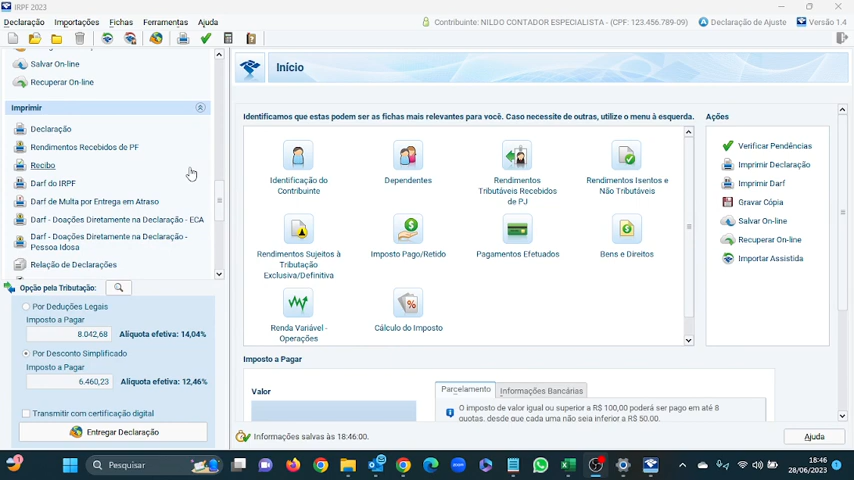 IRPF 2023
Declaração Importações Fichas Ferramentas Ajuda
Contribuinte: NILDO CONTADOR ESPECIALISTA - (CPF: 123.456.789-09) Declaração de Ajuste Versão 1.4
Salvar On-line
Recuperar On-line
Imprimir
Declaração
Rendimentos Recebidos de PF
Recibo
Darf do IRPF
Darf de Multa por Entrega em Atraso
Darf - Doações Diretamente na Declaração - ECA
Darf - Doações Diretamente na Declaração -
Pessoa Idosa
Relação de Declarações
Opção pela Tributação:
Por Deduções Legais
Imposto a Pagar
8.042,68 Alíquota efetiva: 14,04%
Por Desconto Simplificado
Imposto a Pagar
6.460,23 Alíquota efetiva: 12,46%
Transmitir com certificação digital
Entregar Declaração
Início
Identificamos que estas podem ser as fichas mais relevantes para você. Caso necessite de outras, utilize o menu à esquerda.
Identificação do
Contribuinte
Dependentes
Rendimentos
Tributáveis Recebidos
de PJ
Rendimentos Isentos e
Não Tributáveis
Rendimentos Sujeitos à
Tributação
Exclusiva/Definitiva
Imposto Pago/Retido
Pagamentos Efetuados
Bens e Direitos
Renda Variável -
Operações
Cálculo do Imposto
Ações
Verificar Pendências
Imprimir Declaração
Imprimir Darf
Gravar Cópia
Salvar On-line
Recuperar On-line
Importar Assistida
Imposto a Pagar
Valor
Parcelamento Informações Bancárias
O imposto de valor igual ou superior a R$ 100,00 poderá ser pago em até 8
quotas, desde que cada uma não seja inferior a R$ 50,00.
Informações salvas às 18:46:00.
Ajuda
Pesquisar
18:46
28/06/2023